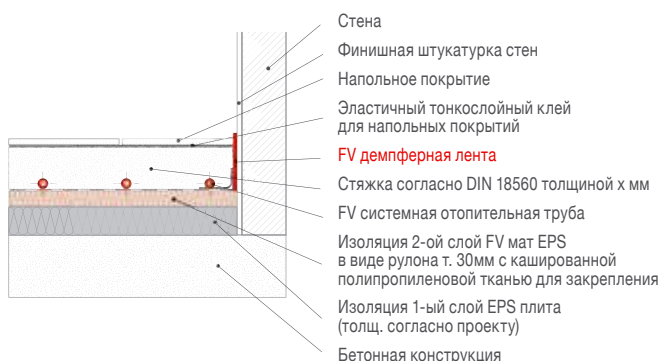 Стена
Финишная штукатурка стен
Напольное покрытие
Эластичный тонкослойный клей
для напольных покрытий
FV демпферная лента
Стяжка согласно DIN 18560 толщиной x мм
FV системная отопительная труба
Изоляция 2-ой слой FV мат EPS
в виде рулона т. 30мм с кашированной
полипропиленовой тканью для закрепления
Изоляция 1-ый слой EPS плита
(толщ. согласно проекту)
Бетонная конструкция